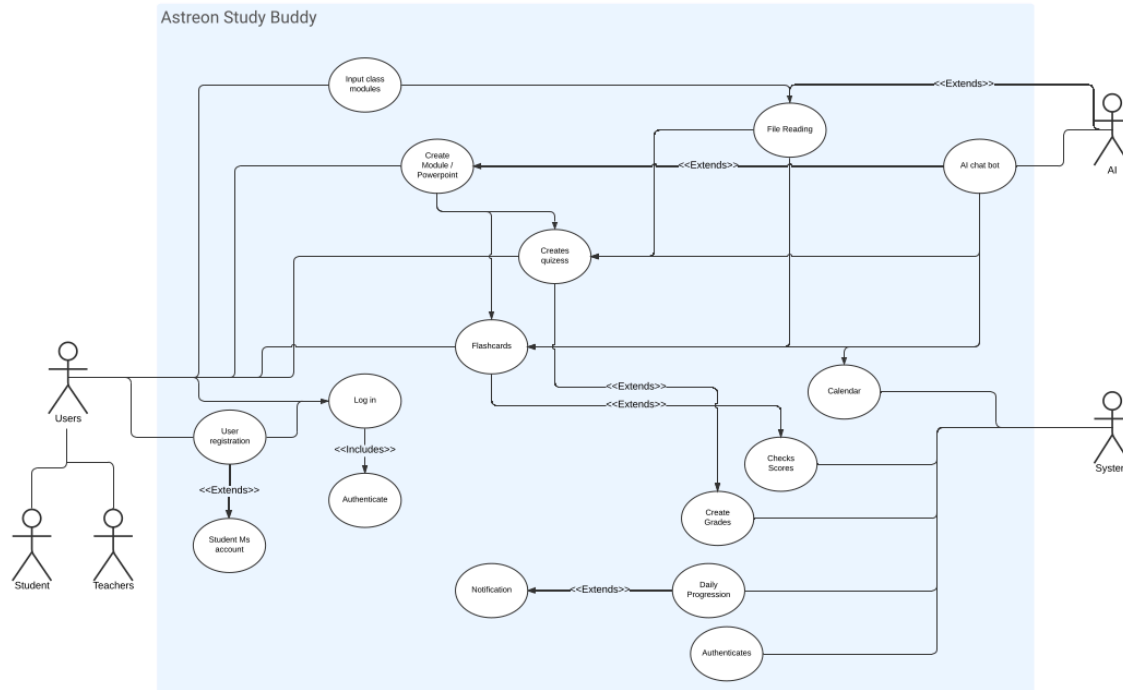 Astreon Study Buddy
Input class
modules
<<Extends>>
File Reading
AI
Create
Module /
Powerpoint
<<Extends>>
AI chat bot
Creates
quizess
Flashcards
Users
Log in
Calendar
<<Extends>>
<<Extends>>
User
registration
<<Includes>>
Checks
Scores
System
<<Extends>>
Authenticate
Create
Grades
Student Ms
account
Student
Teachers
Notification
<<Extends>>
Daily
Progression
Authenticates